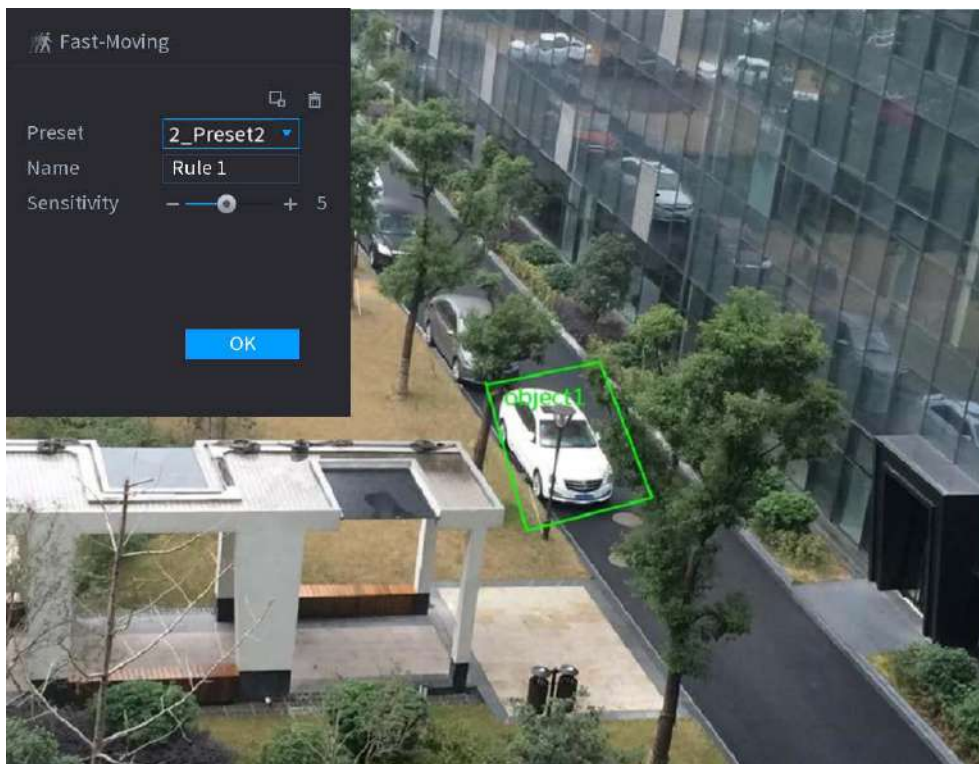 Fast-Moving
Preset 2_Preset2
Name Rule 1
Sensitivity − + 5
OK
object1